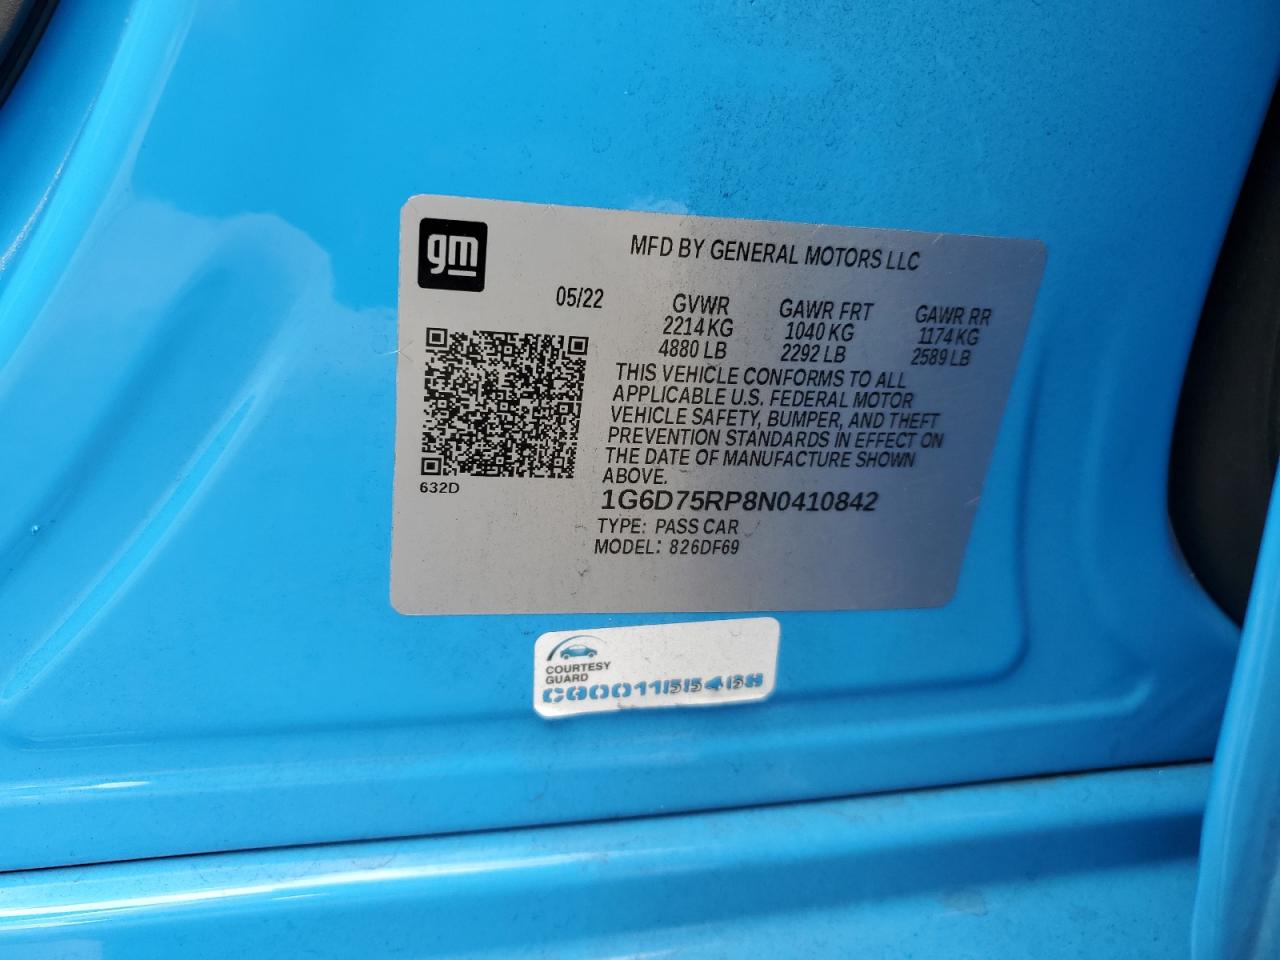 gm
MFD BY GENERAL MOTORS LLC
05/22
GVWR
2214 KG
4880 LB
GAWR FRT
1040 KG
2292 LB
GAWR RR
1174 KG
2589 LB
THIS VEHICLE CONFORMS TO ALL
APPLICABLE U.S. FEDERAL MOTOR
VEHICLE SAFETY, BUMPER, AND THEFT
PREVENTION STANDARDS IN EFFECT ON
THE DATE OF MANUFACTURE SHOWN
ABOVE.
632D
1G6D75RP8N0410842
TYPE: PASS CAR
MODEL: 826DF69
COURTESY
GUARD